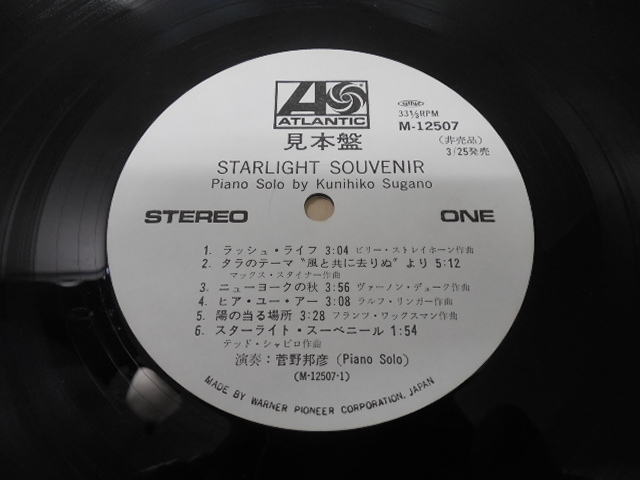 ATLANTIC
見本盤
33⅓RPM
M-12507
(非売品)
3/25発売
STARLIGHT SOUVENIR
Piano Solo by Kunihiko Sugano
STEREO
ONE
1. ラッシュ・ライフ 3:04 ビリー・ストレイホーン作曲
2. タラのテーマ“風と共に去りぬ”より 5:12
マックス・スタイナー作曲
3. ニューヨークの秋 3:56 ヴァーノン・デューク作曲
4. ヒア・ユー・アー 3:08 ラルフ・リンガー作曲
5. 陽の当る場所 3:28 フランツ・ワックスマン作曲
6. スターライト・スーベニール 1:54
テッド・シャピロ作曲
演奏：菅野邦彦 (Piano Solo)
(M-12507-1)
MADE BY WARNER PIONEER CORPORATION, JAPAN